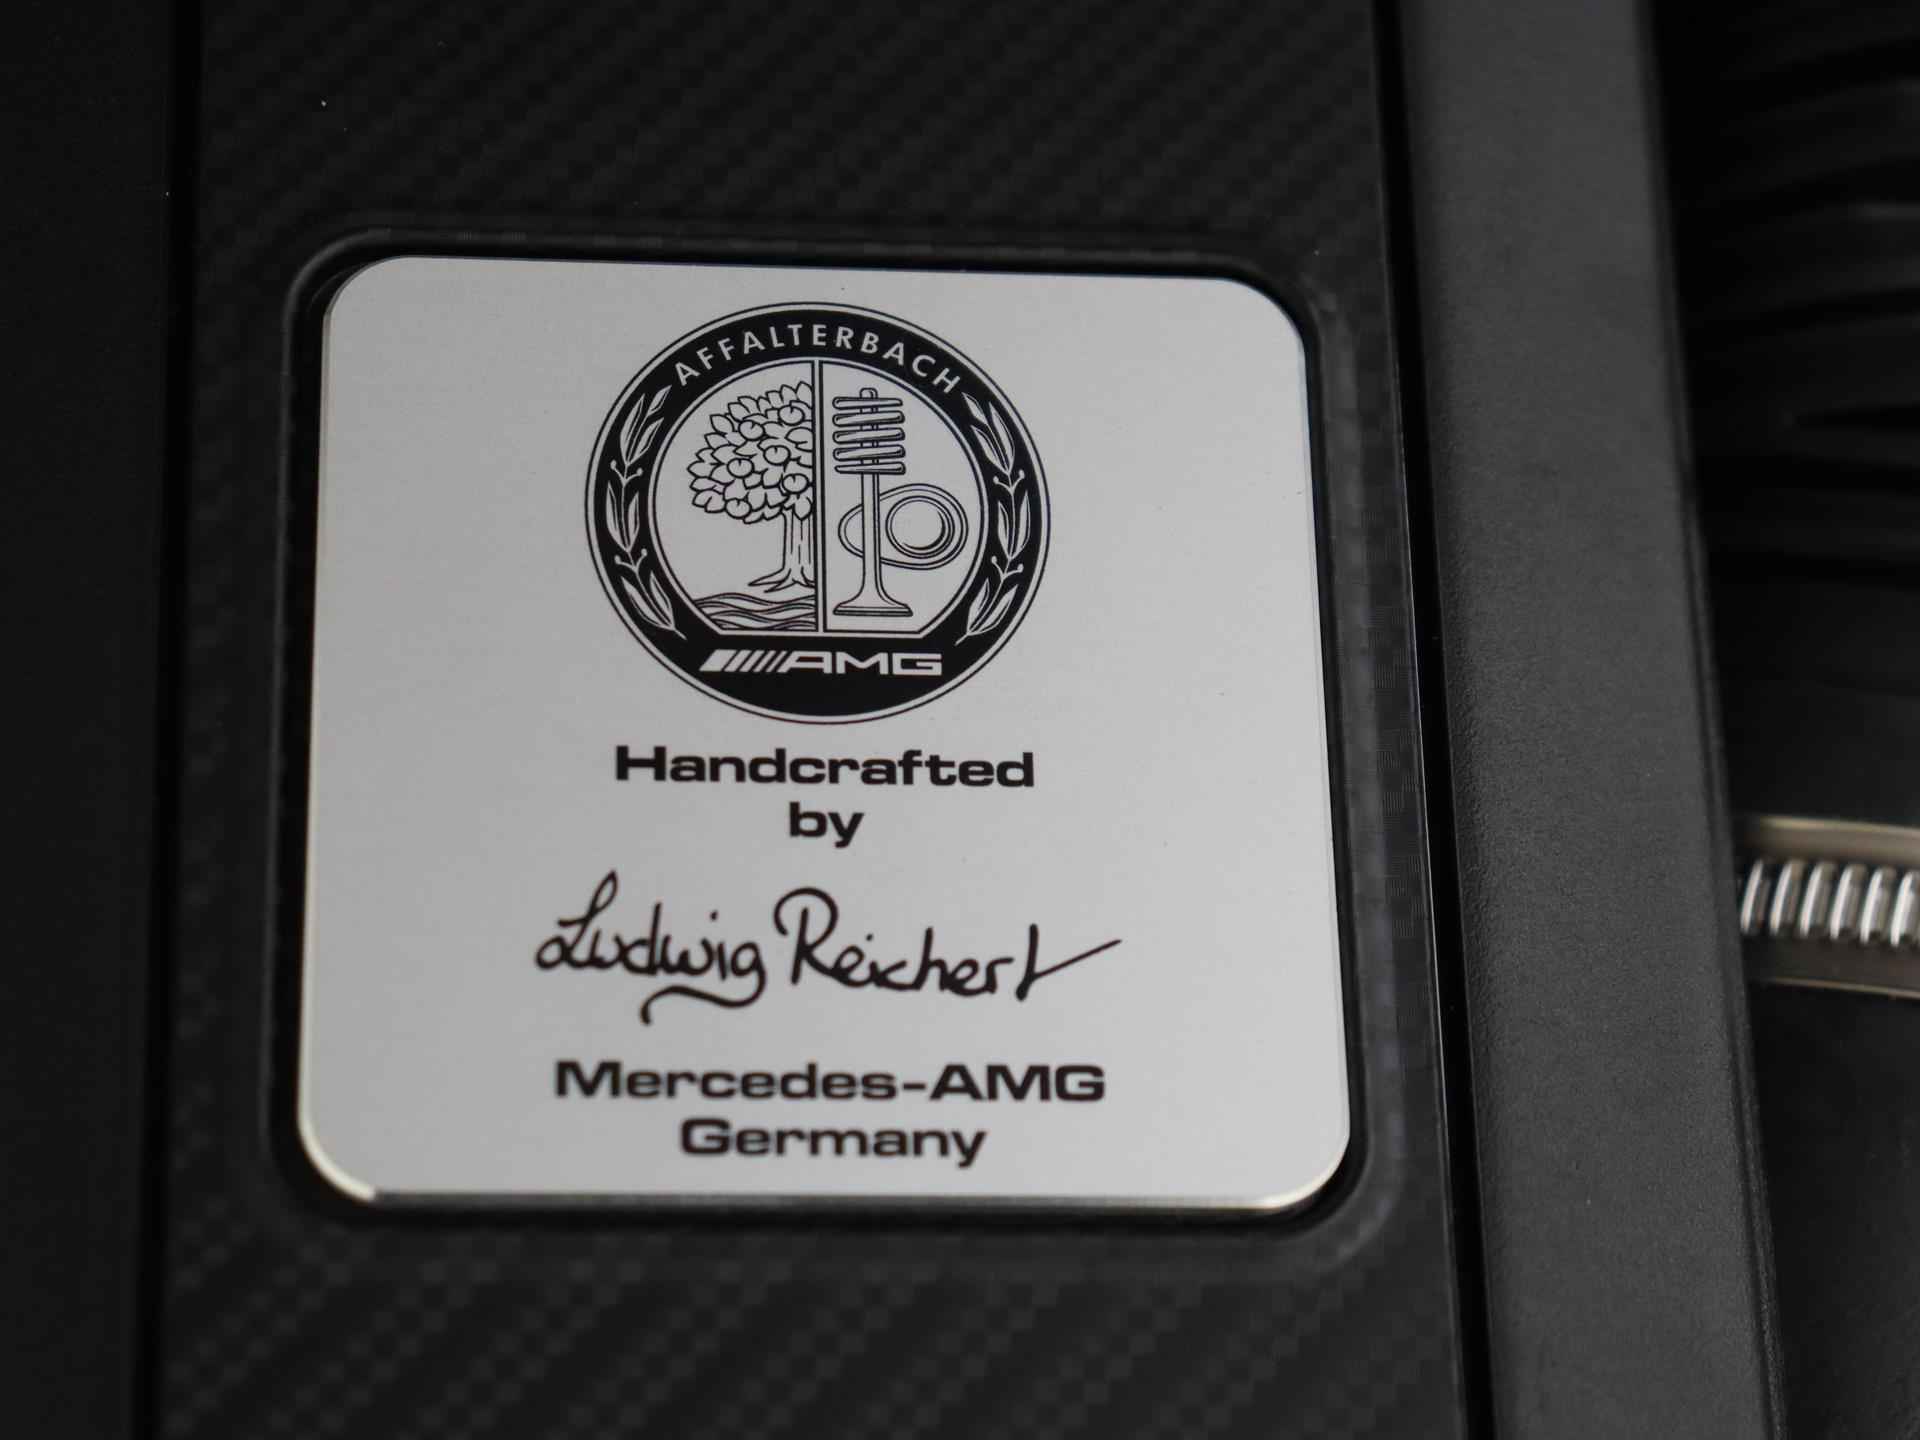 AFFALTERBACH
AMG
Handcrafted
by
Ludwig Reichert
Mercedes-AMG
Germany